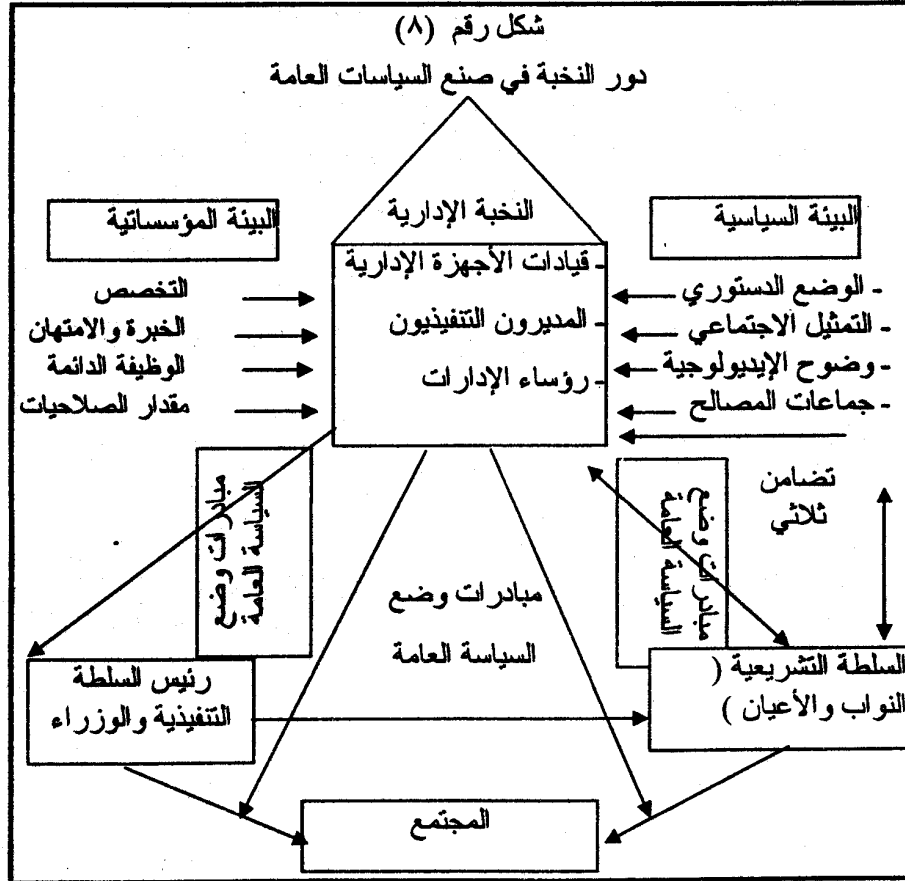 شكل رقم (٨)
دور النخبة في صنع السياسات العامة
البيئة السياسية
النخبة الإدارية
البيئة المؤسساتية
- قيادات الأجهزة الإدارية
- المديرون التنفيذيون
- رؤساء الإدارات
- الوضع الدستوري
- التمثيل الاجتماعي
- وضوح الإيديولوجية
- جماعات المصالح
التخصص
الخبرة والامتهان
الوظيفة الدائمة
مقدار الصلاحيات
تضامن
ثلاثي
مبادرات وضع
السياسة العامة
مبادرات وضع
السياسة العامة
مبادرات وضع
السياسة العامة
السلطة التشريعية (
النواب والأعيان )
رئيس السلطة
التنفيذية والوزراء
المجتمع